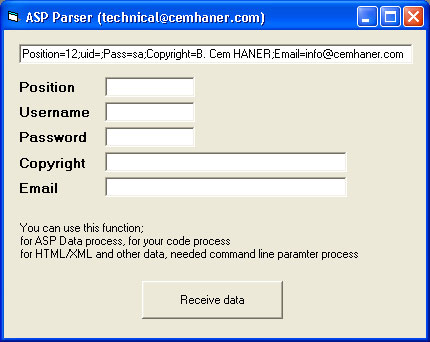 ASP Parser (technical@cemhaner.com)
Position=12;uid=;Pass=sa;Copyright=B. Cem HANER;Email=info@cemhaner.com
Position
Username
Password
Copyright
Email
You can use this function;
for ASP Data process, for your code process
for HTML/XML and other data, needed command line paramter process
Receive data